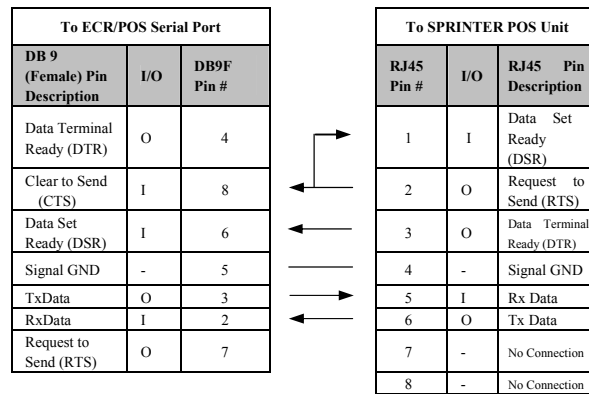 To ECR/POS Serial Port
DB 9
(Female) Pin
Description
I/O
DB9F
Pin #
Data Terminal
Ready (DTR)
O
4
Clear to Send
(CTS)
I
8
Data Set
Ready (DSR)
I
6
Signal GND
-
5
TxData
O
3
RxData
I
2
Request to
Send (RTS)
O
7
To SPRINTER POS Unit
RJ45
Pin #
I/O
RJ45 Pin
Description
1
I
Data Set
Ready
(DSR)
2
O
Request to
Send (RTS)
3
O
Data Terminal
Ready (DTR)
4
-
Signal GND
5
I
Rx Data
6
O
Tx Data
7
-
No Connection
8
-
No Connection